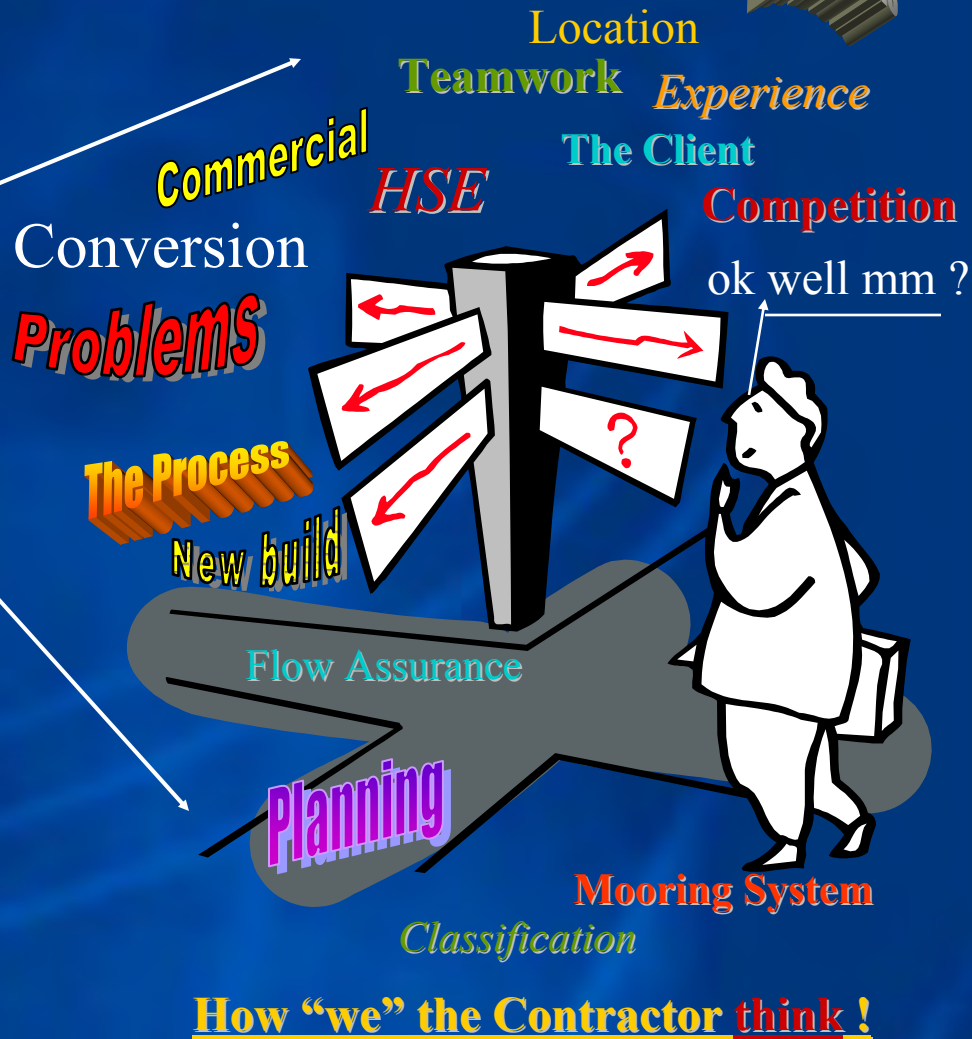 Location
Teamwork
Experience
Commercial
The Client
HSE
Competition
Conversion
ok well mm ?
Problems
?
The Process
New build
Flow Assurance
Planning
Mooring System
Classification
How “we” the Contractor think !